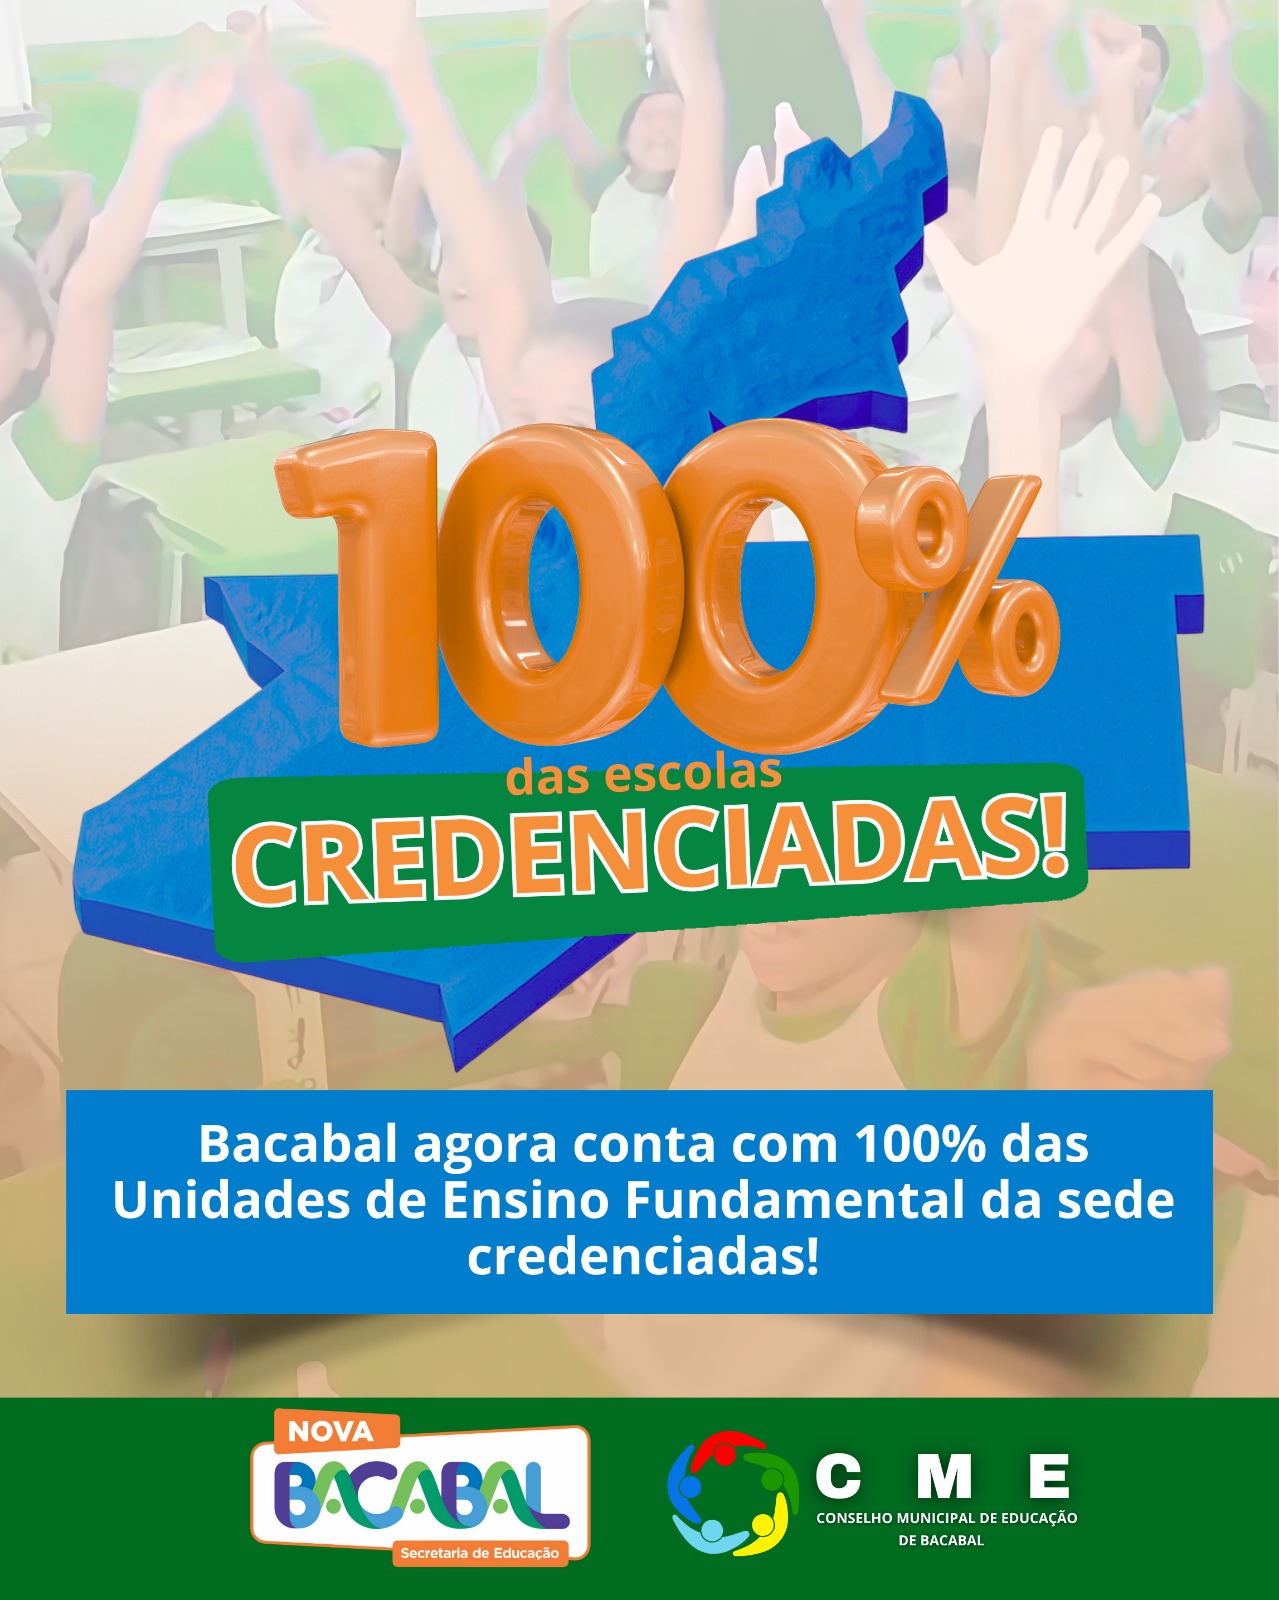 100%
das escolas
CREDENCIADAS!
Bacabal agora conta com 100% das
Unidades de Ensino Fundamental da sede
credenciadas!
NOVA
BACABAL
Secretaria de Educação
C M E
CONSELHO MUNICIPAL DE EDUCAÇÃO
DE BACABAL